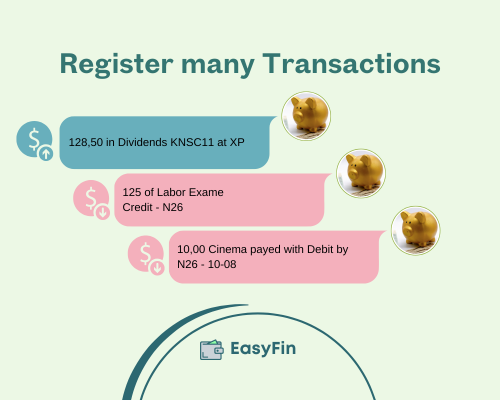 Register many Transactions
128,50 in Dividends KNSC11 at XP
125 of Labor Exame
Credit - N26
10,00 Cinema payed with Debit by
N26 - 10-08
EasyFin